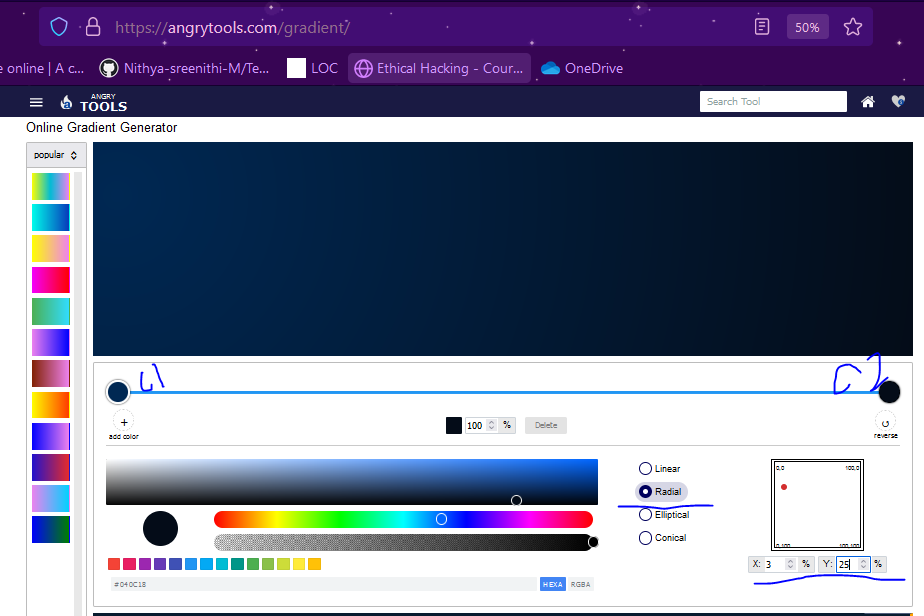 https://angrytools.com/gradient/
50%
e online | A c...
Nithya-sreenithi-M/Te...
LOC
Ethical Hacking - Cour...
OneDrive
ANGRY
TOOLS
Search Tool
Online Gradient Generator
popular
+
add color
100 %
Delete
reverse
Linear
Radial
Elliptical
Conical
0,0 100,0
0,100 100,100
X: 3 %
Y: 25 %
#040C18
HEXA RGBA